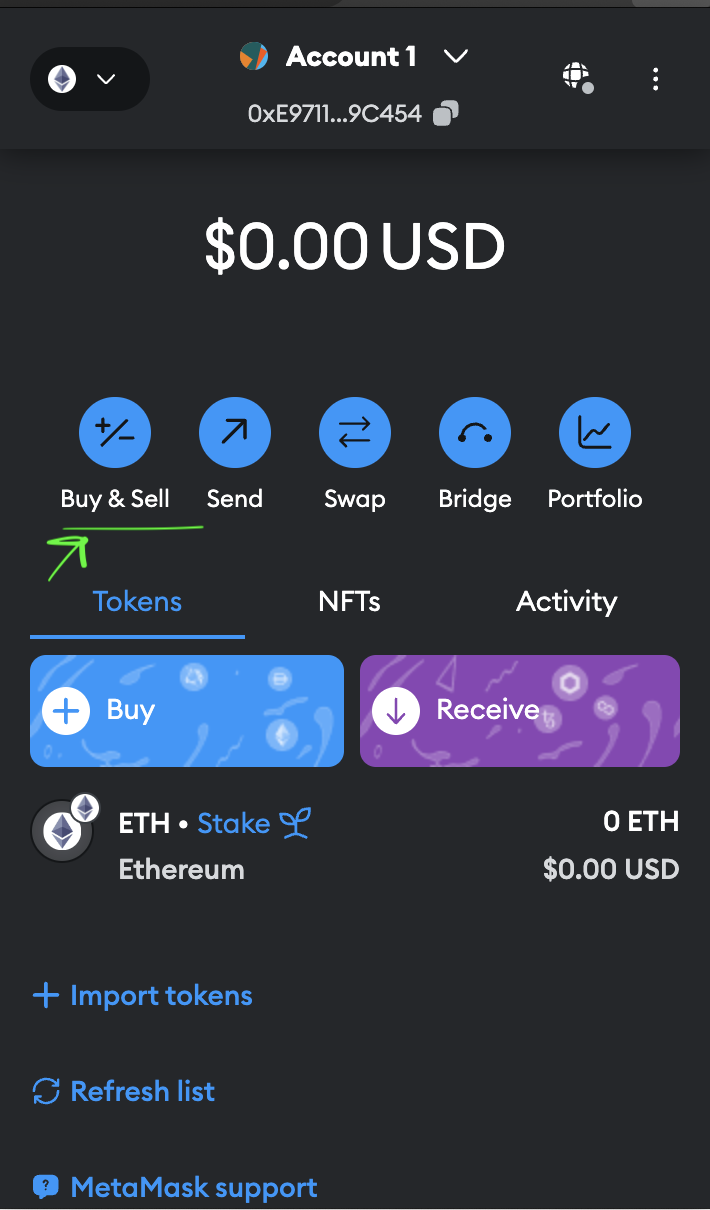 Account 1
0xE9711...9C454
$0.00 USD
Buy & Sell Send Swap Bridge Portfolio
Tokens NFTs Activity
Buy Receive
ETH • Stake 0 ETH
Ethereum $0.00 USD
+ Import tokens
Refresh list
MetaMask support